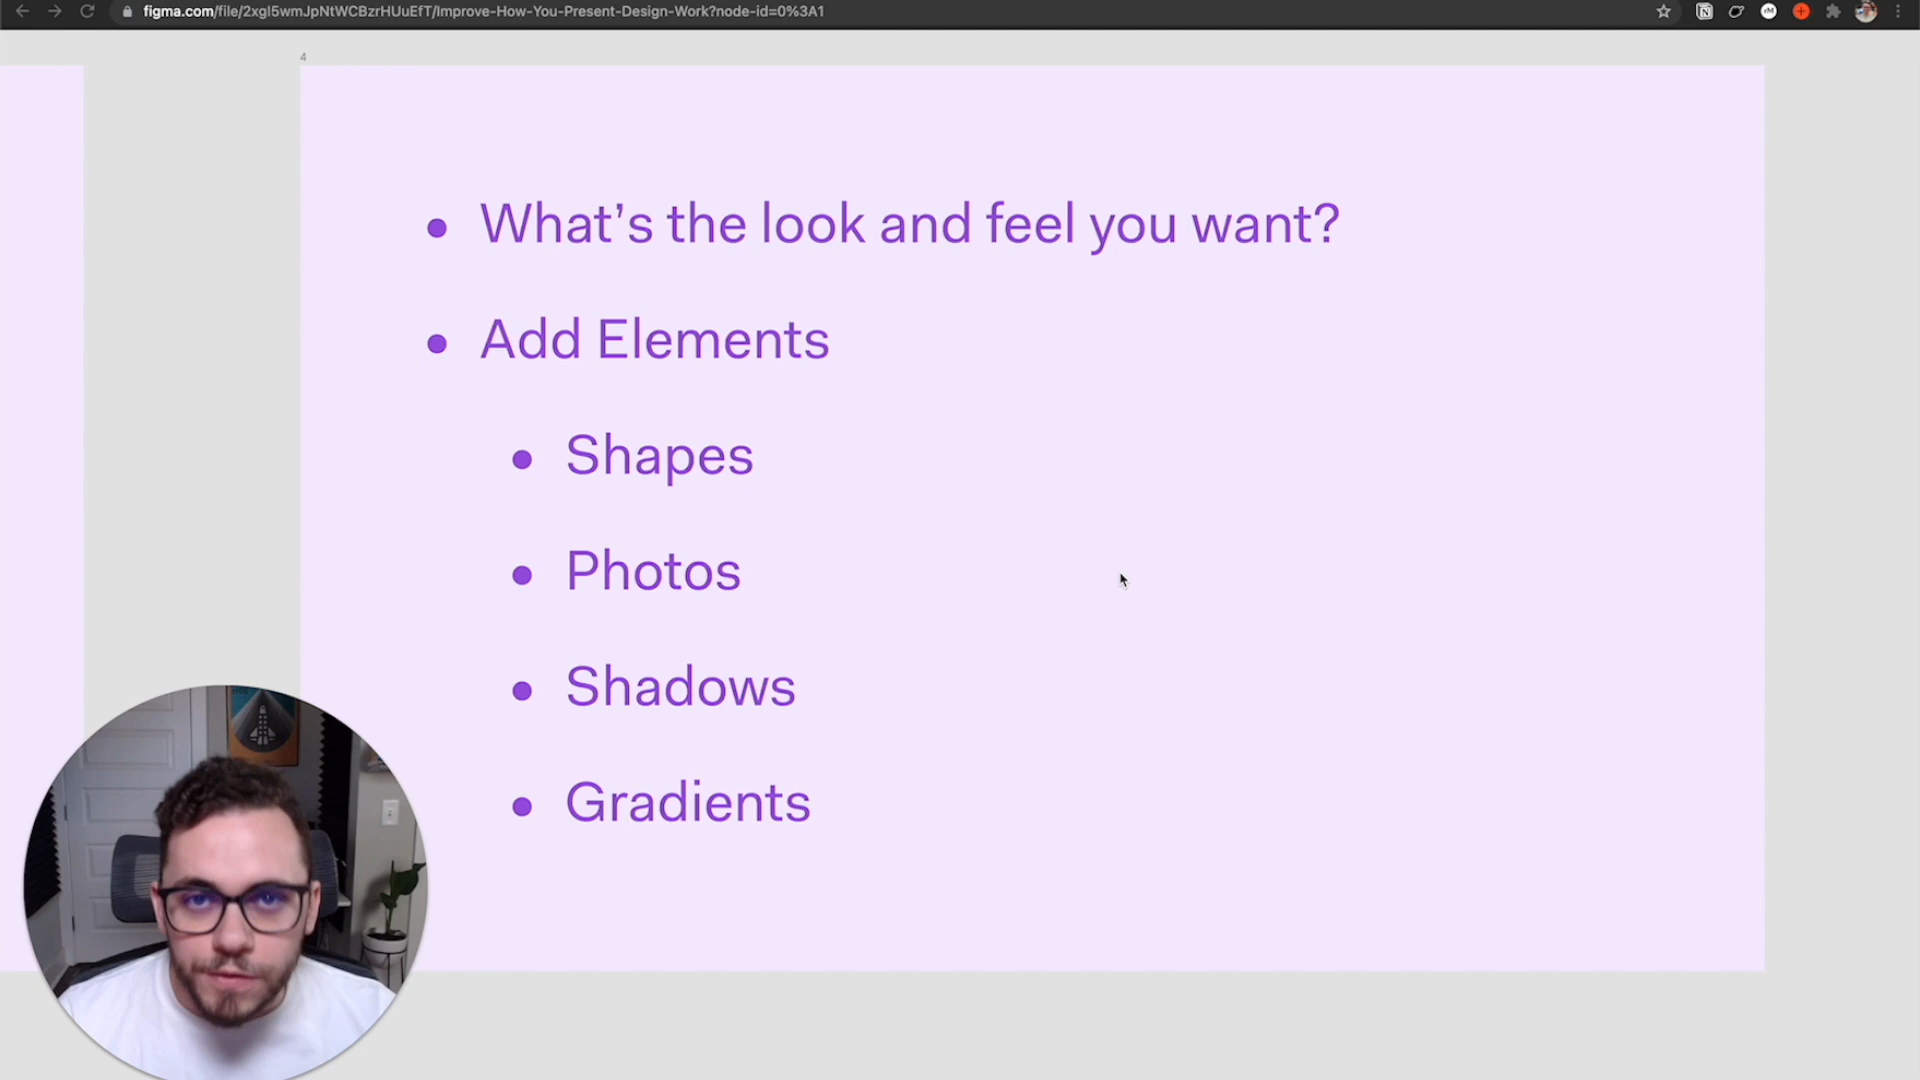 figma.com/file/2xgl5wmJpNtWCBzrHUuEfT/Improve-How-You-Present-Design-Work?node-id=0%3A1
4
• What’s the look and feel you want?
• Add Elements
• Shapes
• Photos
• Shadows
• Gradients